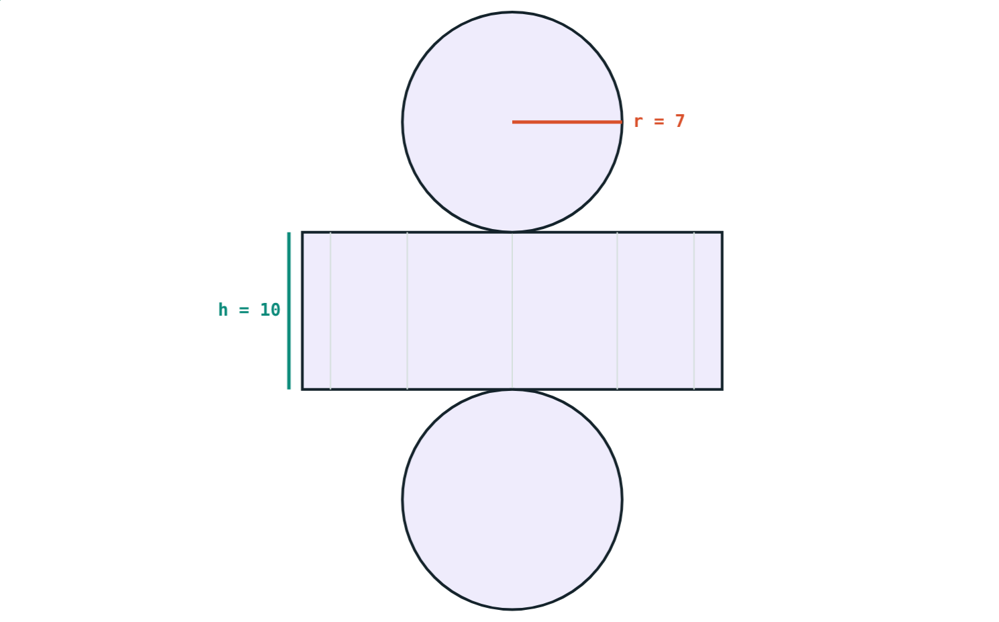 r = 7
h = 10